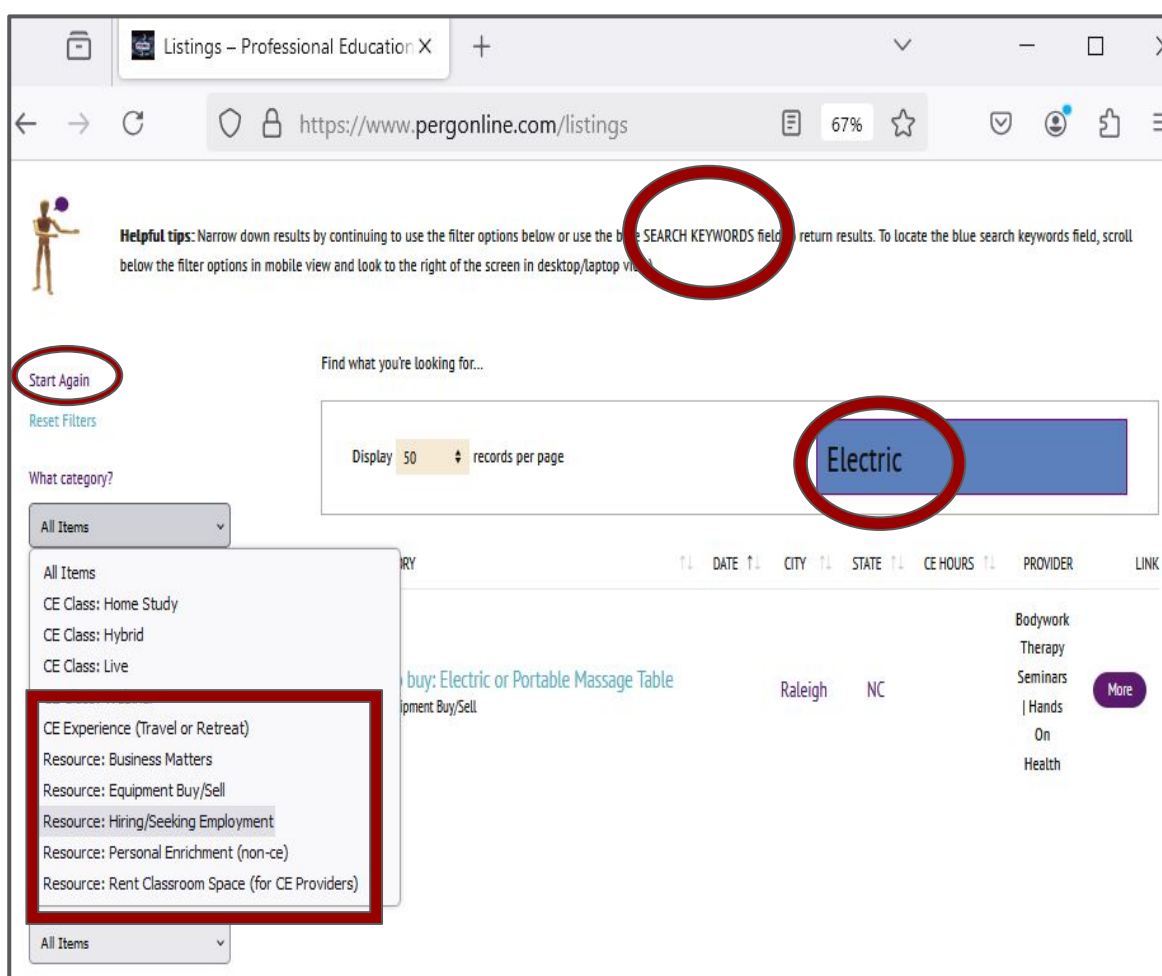 Listings – Professional Education
https://www.pergonline.com/listings
67%
Helpful tips: Narrow down results by continuing to use the filter options below or use the SEARCH KEYWORDS return results. To locate the blue search keywords field, scroll
below the filter options in mobile view and look to the right of the screen in desktop/laptop
Start Again
Reset Filters
Find what you're looking for...
Display 50 records per page
Electric
What category?
All Items
All Items
CE Class: Home Study
CE Class: Hybrid
CE Class: Live
CE Experience (Travel or Retreat)
Resource: Business Matters
Resource: Equipment Buy/Sell
Resource: Hiring/Seeking Employment
Resource: Personal Enrichment (non-ce)
Resource: Rent Classroom Space (for CE Providers)
All Items
DATE CITY STATE CE HOURS PROVIDER LINK
buy: Electric or Portable Massage Table
Buy/Sell
Raleigh NC
Bodywork
Therapy
Seminars
| Hands
On
Health
More